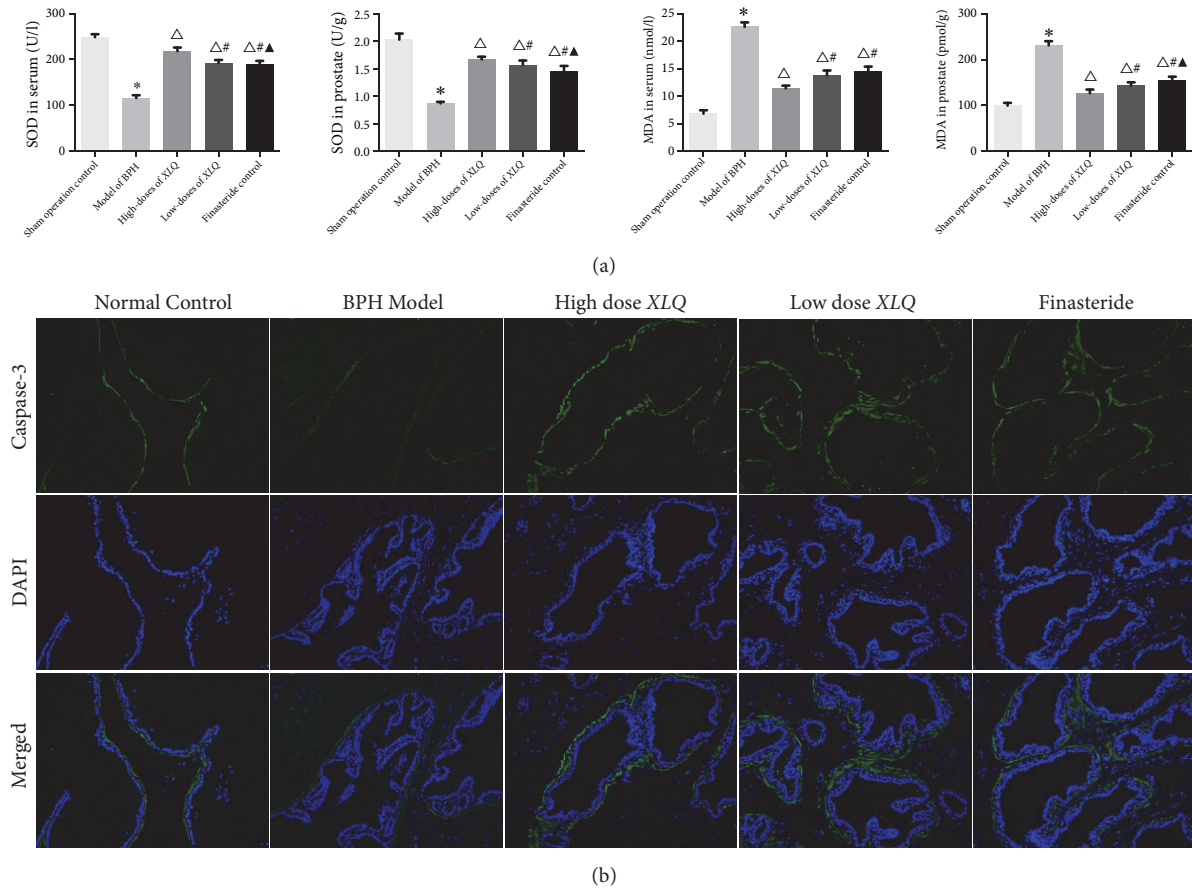 SOD in serum (U/l)
300
200
100
0
*
△
△#
△#▲
Sham operation control
Model of BPH
High-doses of XLQ
Low-doses of XLQ
Finasteride control
SOD in prostate (U/g)
2.5
2.0
1.5
1.0
0.5
0.0
*
△
△#
△#▲
Sham operation control
Model of BPH
High-doses of XLQ
Low-doses of XLQ
Finasteride control
MDA in serum (nmol/l)
25
20
15
10
5
0
*
△
△#
△#
Sham operation control
Model of BPH
High-doses of XLQ
Low-doses of XLQ
Finasteride control
MDA in prostate (pmol/g)
300
200
100
0
*
△
△#
△#▲
Sham operation control
Model of BPH
High-doses of XLQ
Low-doses of XLQ
Finasteride control
(a)
Normal Control
BPH Model
High dose XLQ
Low dose XLQ
Finasteride
Caspase-3
DAPI
Merged
(b)